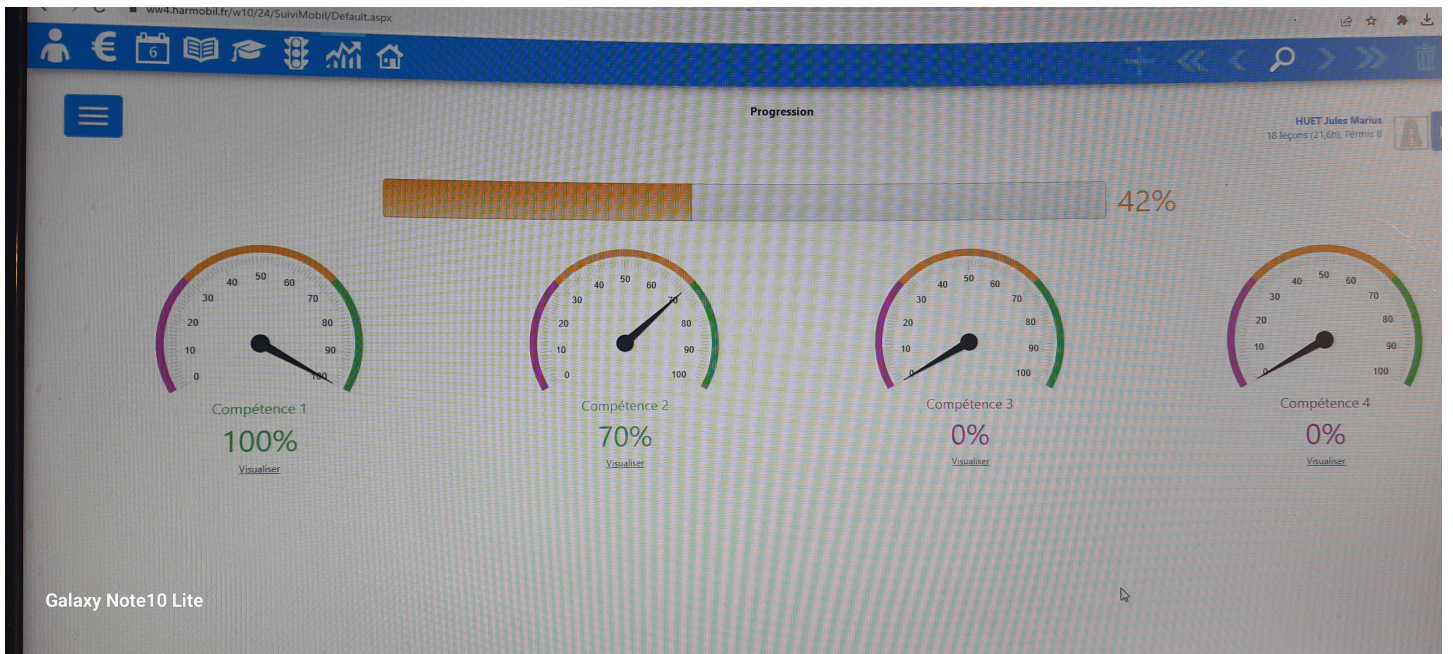 ww4.harmobil.fr/w10/24/SuiviMobil/Default.aspx
6
Progression
HUET Jules Marius
18 leçons (21,6h), Permis B
42%
0 10 20 30 40 50 60 70 80 90 100
0 10 20 30 40 50 60 70 80 90 100
0 10 20 30 40 50 60 70 80 90 100
0 10 20 30 40 50 60 70 80 90 100
Compétence 1 Compétence 2 Compétence 3 Compétence 4
100% 70% 0% 0%
Visualiser Visualiser Visualiser Visualiser
Galaxy Note10 Lite